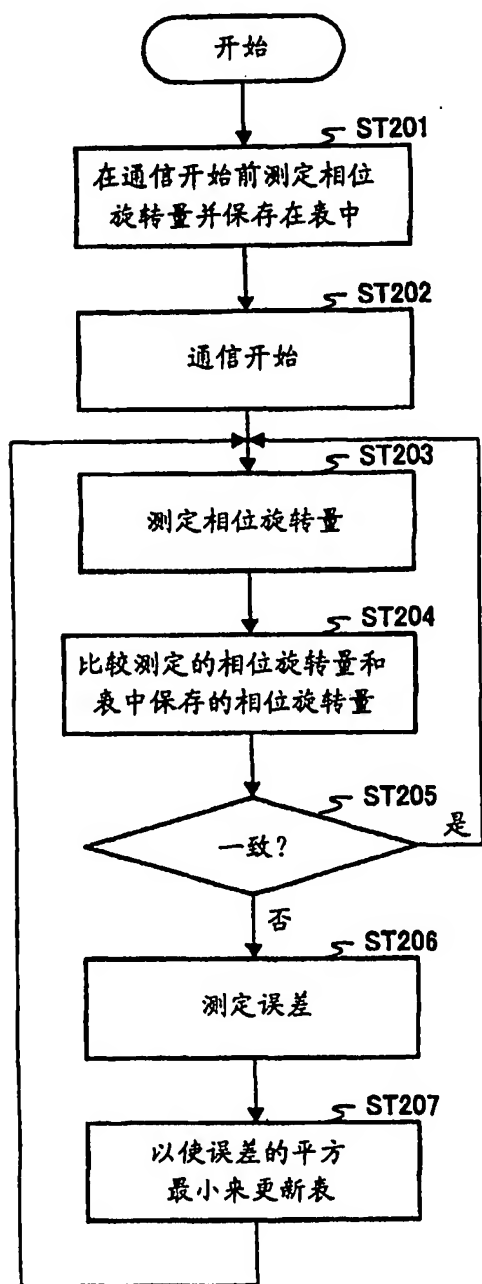 开始
ST201
在通信开始前测定相位
旋转量并保存在表中
ST202
通信开始
ST203
测定相位旋转量
ST204
比较测定的相位旋转量和
表中保存的相位旋转量
ST205
一致?
是
否
ST206
测定误差
ST207
以使误差的平方
最小来更新表